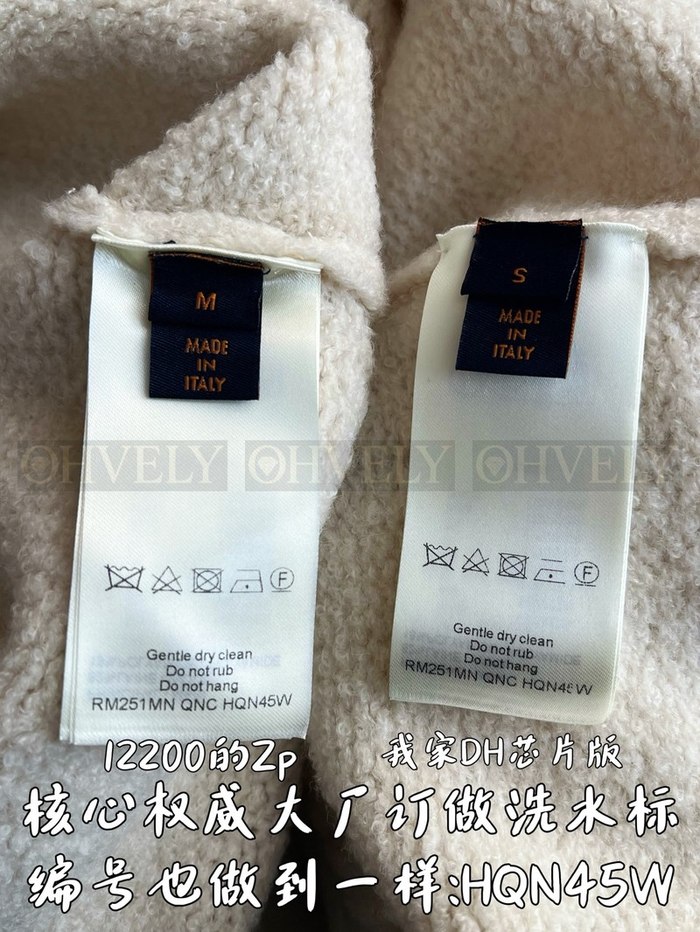 M
MADE
IN
ITALY
S
MADE
IN
ITALY
OHVELY OHVELY OHVELY
F
Gentle dry clean
Do not rub
Do not hang
RM251MN QNC HQN45W
F
Gentle dry clean
Do not rub
Do not hang
RM251MN QNC HQN45W
12200的Zp
我家DH芯片版
核心权威大厂订做洗水标
编号也做到一样:HQN45W